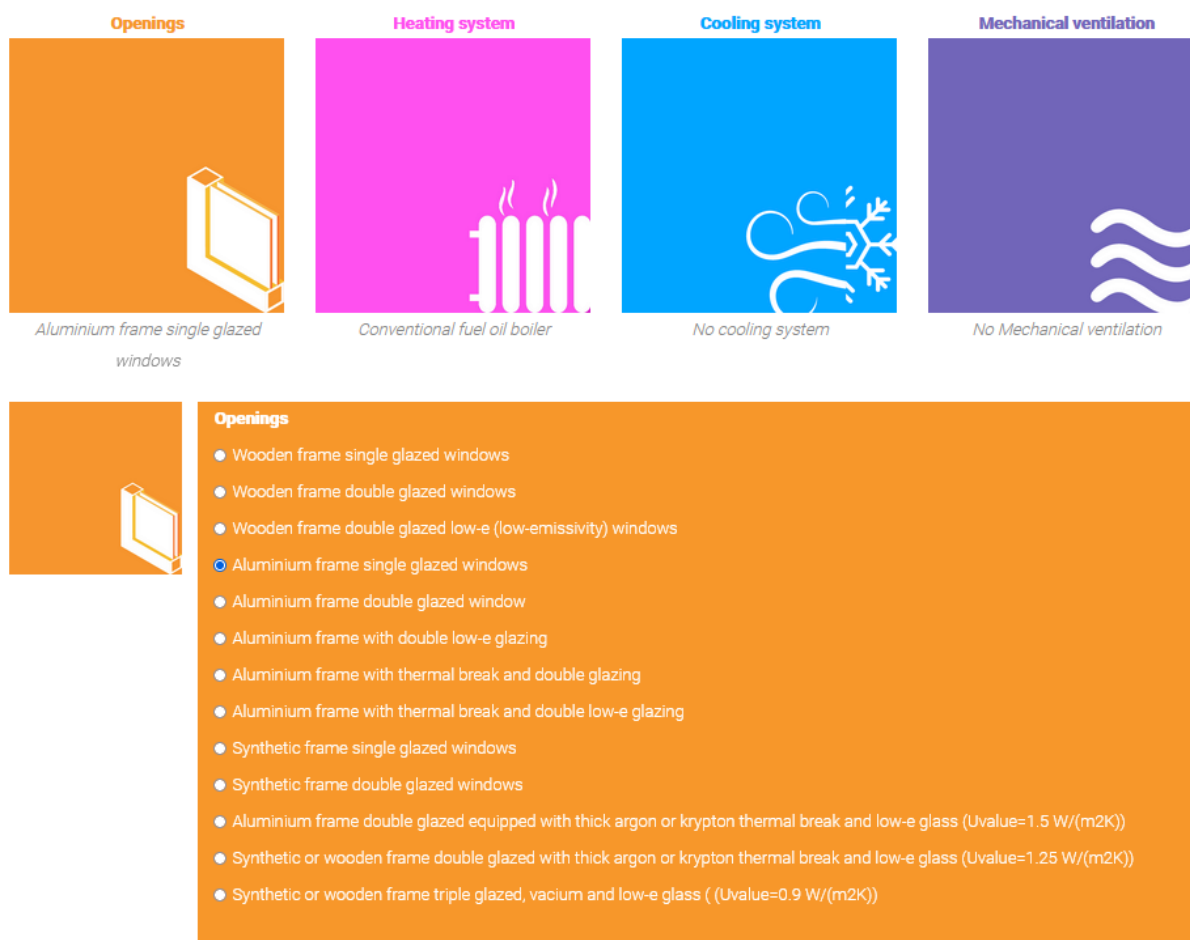 Openings
Heating system
Cooling system
Mechanical ventilation
Aluminium frame single glazed
windows
Conventional fuel oil boiler
No cooling system
No Mechanical ventilation
Openings
Wooden frame single glazed windows
Wooden frame double glazed windows
Wooden frame double glazed low-e (low-emissivity) windows
Aluminium frame single glazed windows
Aluminium frame double glazed window
Aluminium frame with double low-e glazing
Aluminium frame with thermal break and double glazing
Aluminium frame with thermal break and double low-e glazing
Synthetic frame single glazed windows
Synthetic frame double glazed windows
Aluminium frame double glazed equipped with thick argon or krypton thermal break and low-e glass (Uvalue=1.5 W/(m2K))
Synthetic or wooden frame double glazed with thick argon or krypton thermal break and low-e glass (Uvalue=1.25 W/(m2K))
Synthetic or wooden frame triple glazed, vacium and low-e glass ( (Uvalue=0.9 W/(m2K))